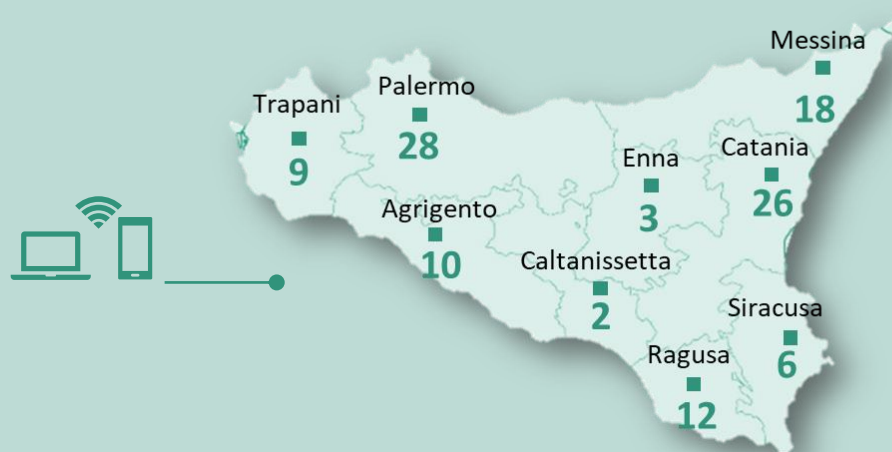 Messina
18
Palermo
28
Trapani
9
Catania
26
Enna
3
Agrigento
10
Caltanissetta
2
Siracusa
6
Ragusa
12